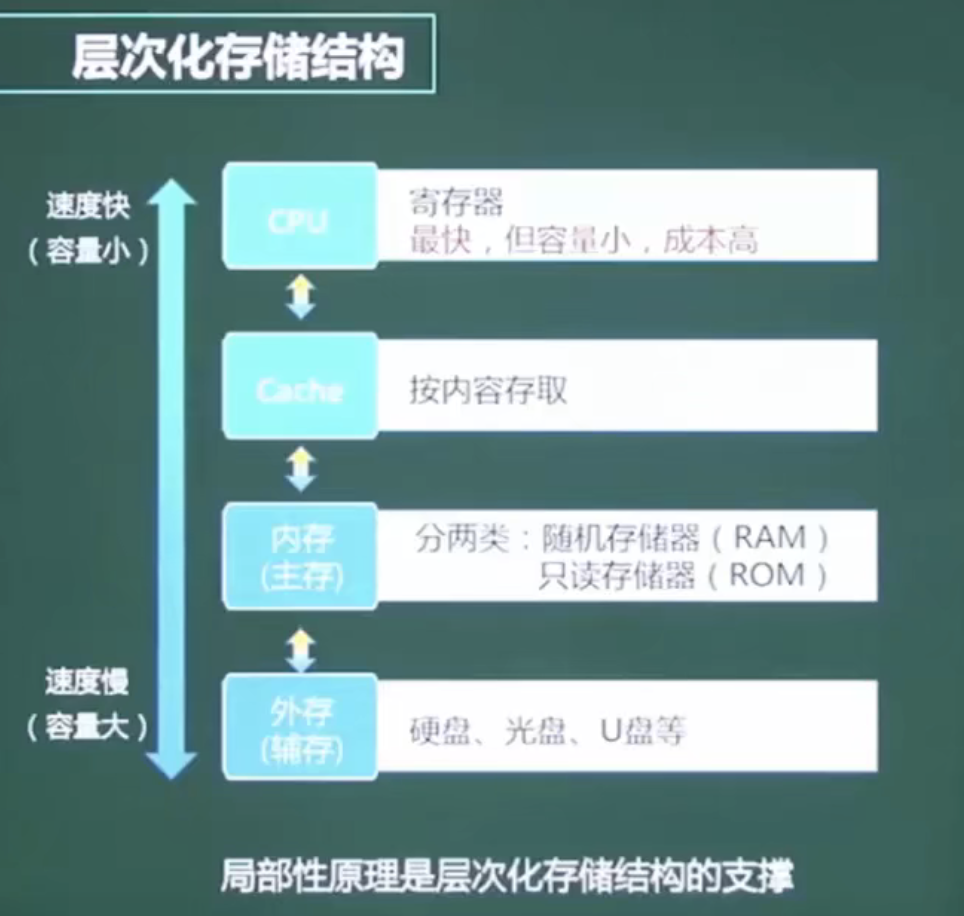 层次化存储结构
速度快
（容量小）
CPU
寄存器
最快，但容量小，成本高
Cache
按内容存取
内存
(主存)
分两类：随机存储器（RAM）
只读存储器（ROM）
速度慢
（容量大）
外存
(辅存)
硬盘、光盘、U盘等
局部性原理是层次化存储结构的支撑